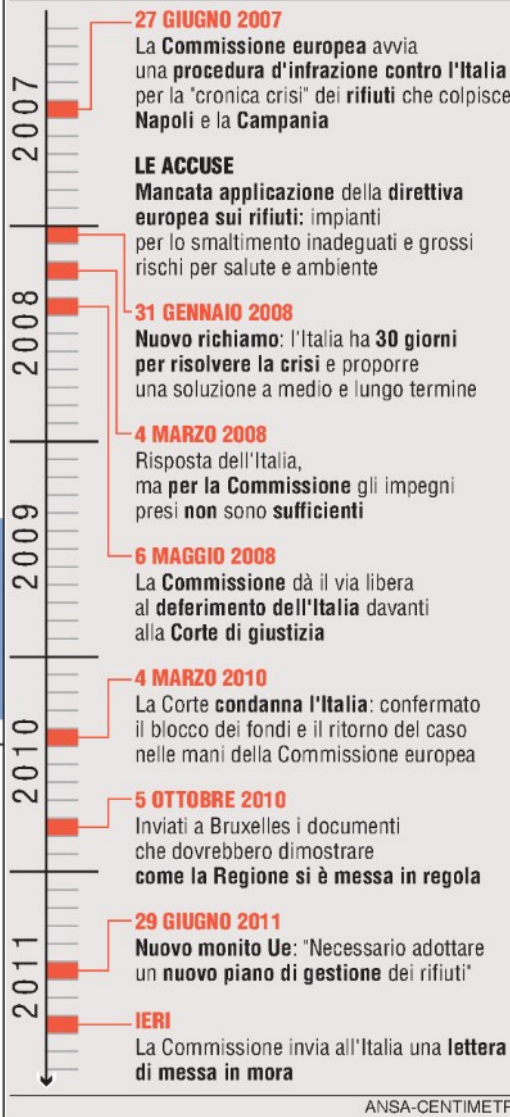 27 GIUGNO 2007
La Commissione europea avvia
una procedura d'infrazione contro l'Italia
per la "cronica crisi" dei rifiuti che colpisce
Napoli e la Campania
LE ACCUSE
Mancata applicazione della direttiva
europea sui rifiuti: impianti
per lo smaltimento inadeguati e grossi
rischi per salute e ambiente
31 GENNAIO 2008
Nuovo richiamo: l'Italia ha 30 giorni
per risolvere la crisi e proporre
una soluzione a medio e lungo termine
4 MARZO 2008
Risposta dell'Italia,
ma per la Commissione gli impegni
presi non sono sufficienti
6 MAGGIO 2008
La Commissione dà il via libera
al deferimento dell'Italia davanti
alla Corte di giustizia
4 MARZO 2010
La Corte condanna l'Italia: confermato
il blocco dei fondi e il ritorno del caso
nelle mani della Commissione europea
5 OTTOBRE 2010
Inviati a Bruxelles i documenti
che dovrebbero dimostrare
come la Regione si è messa in regola
29 GIUGNO 2011
Nuovo monito Ue: "Necessario adottare
un nuovo piano di gestione dei rifiuti"
IERI
La Commissione invia all'Italia una lettera
di messa in mora
2007
2008
2009
2010
2011
ANSA-CENTIMETR